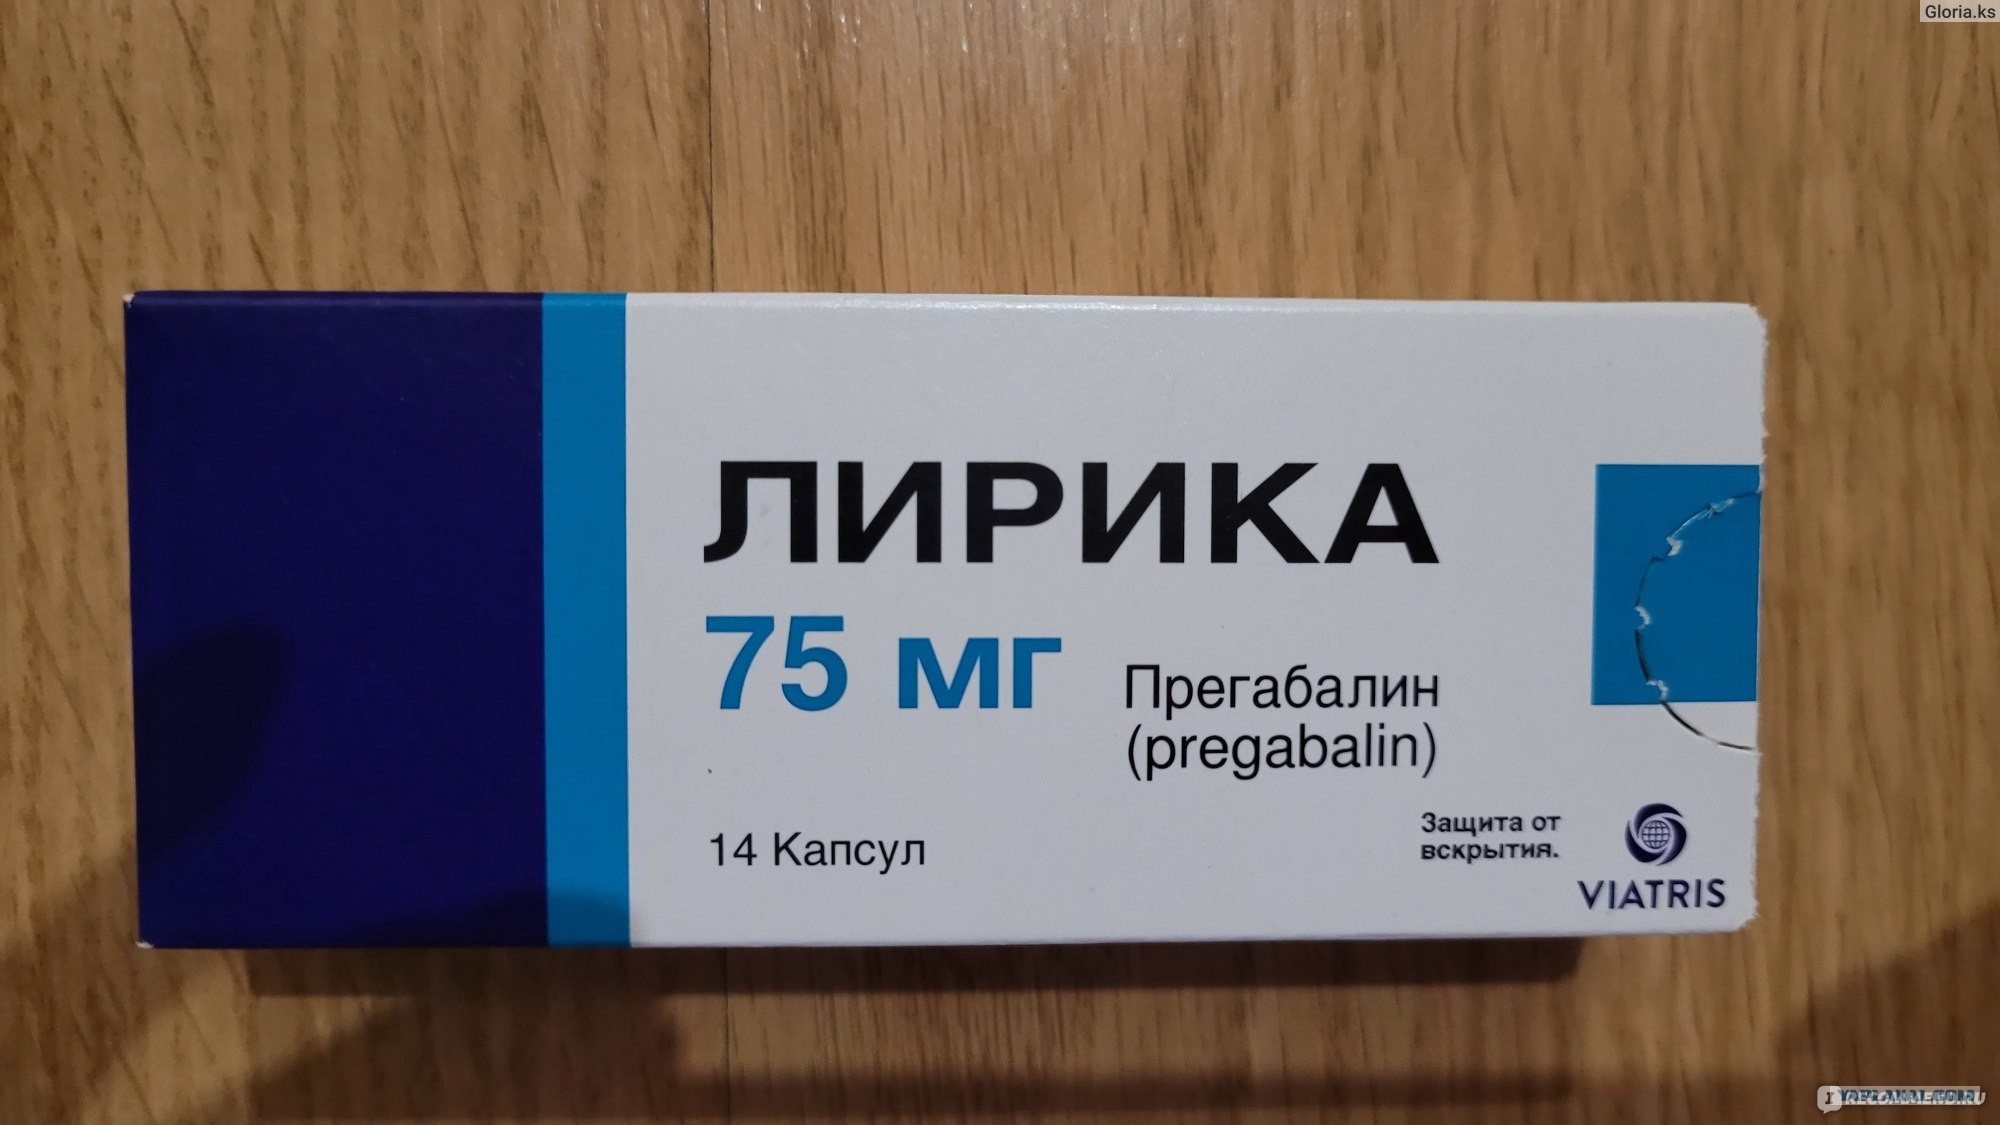 Gloria.ks
ЛИРИКА
75 мг
Прегабалин
(pregabalin)
14 Капсул
Защита от
вскрытия.
VIATRIS